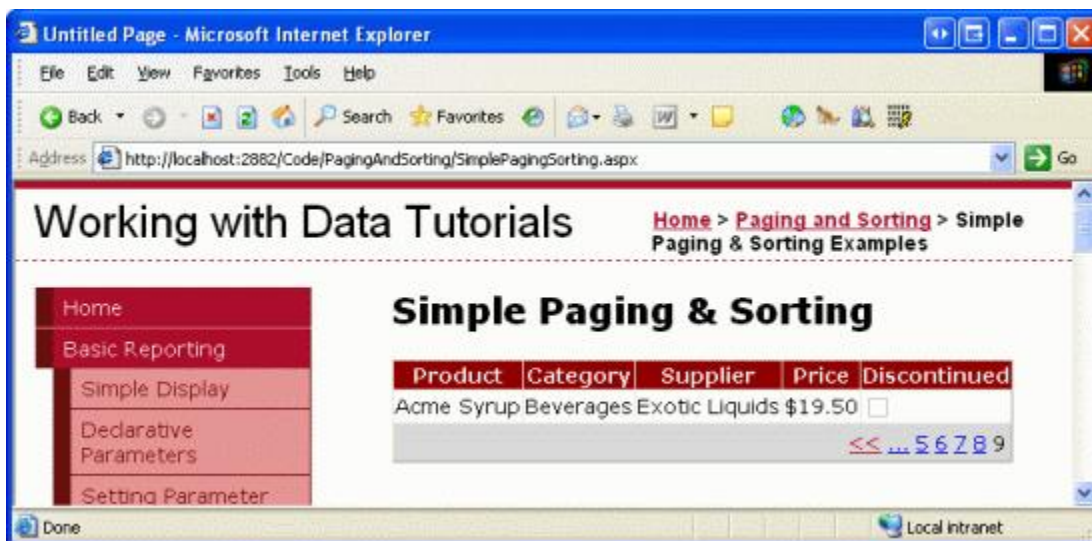 Untitled Page - Microsoft Internet Explorer
File Edit View Favorites Tools Help
Back Search Favorites
Address http://localhost:2882/Code/PagingAndSorting/SimplePagingSorting.aspx Go
Working with Data Tutorials
Home > Paging and Sorting > Simple
Paging & Sorting Examples
Home
Basic Reporting
Simple Display
Declarative
Parameters
Setting Parameter
Simple Paging & Sorting
Product Category Supplier Price Discontinued
Acme Syrup Beverages Exotic Liquids $19.50
<< ... 5 6 7 8 9
Done Local intranet